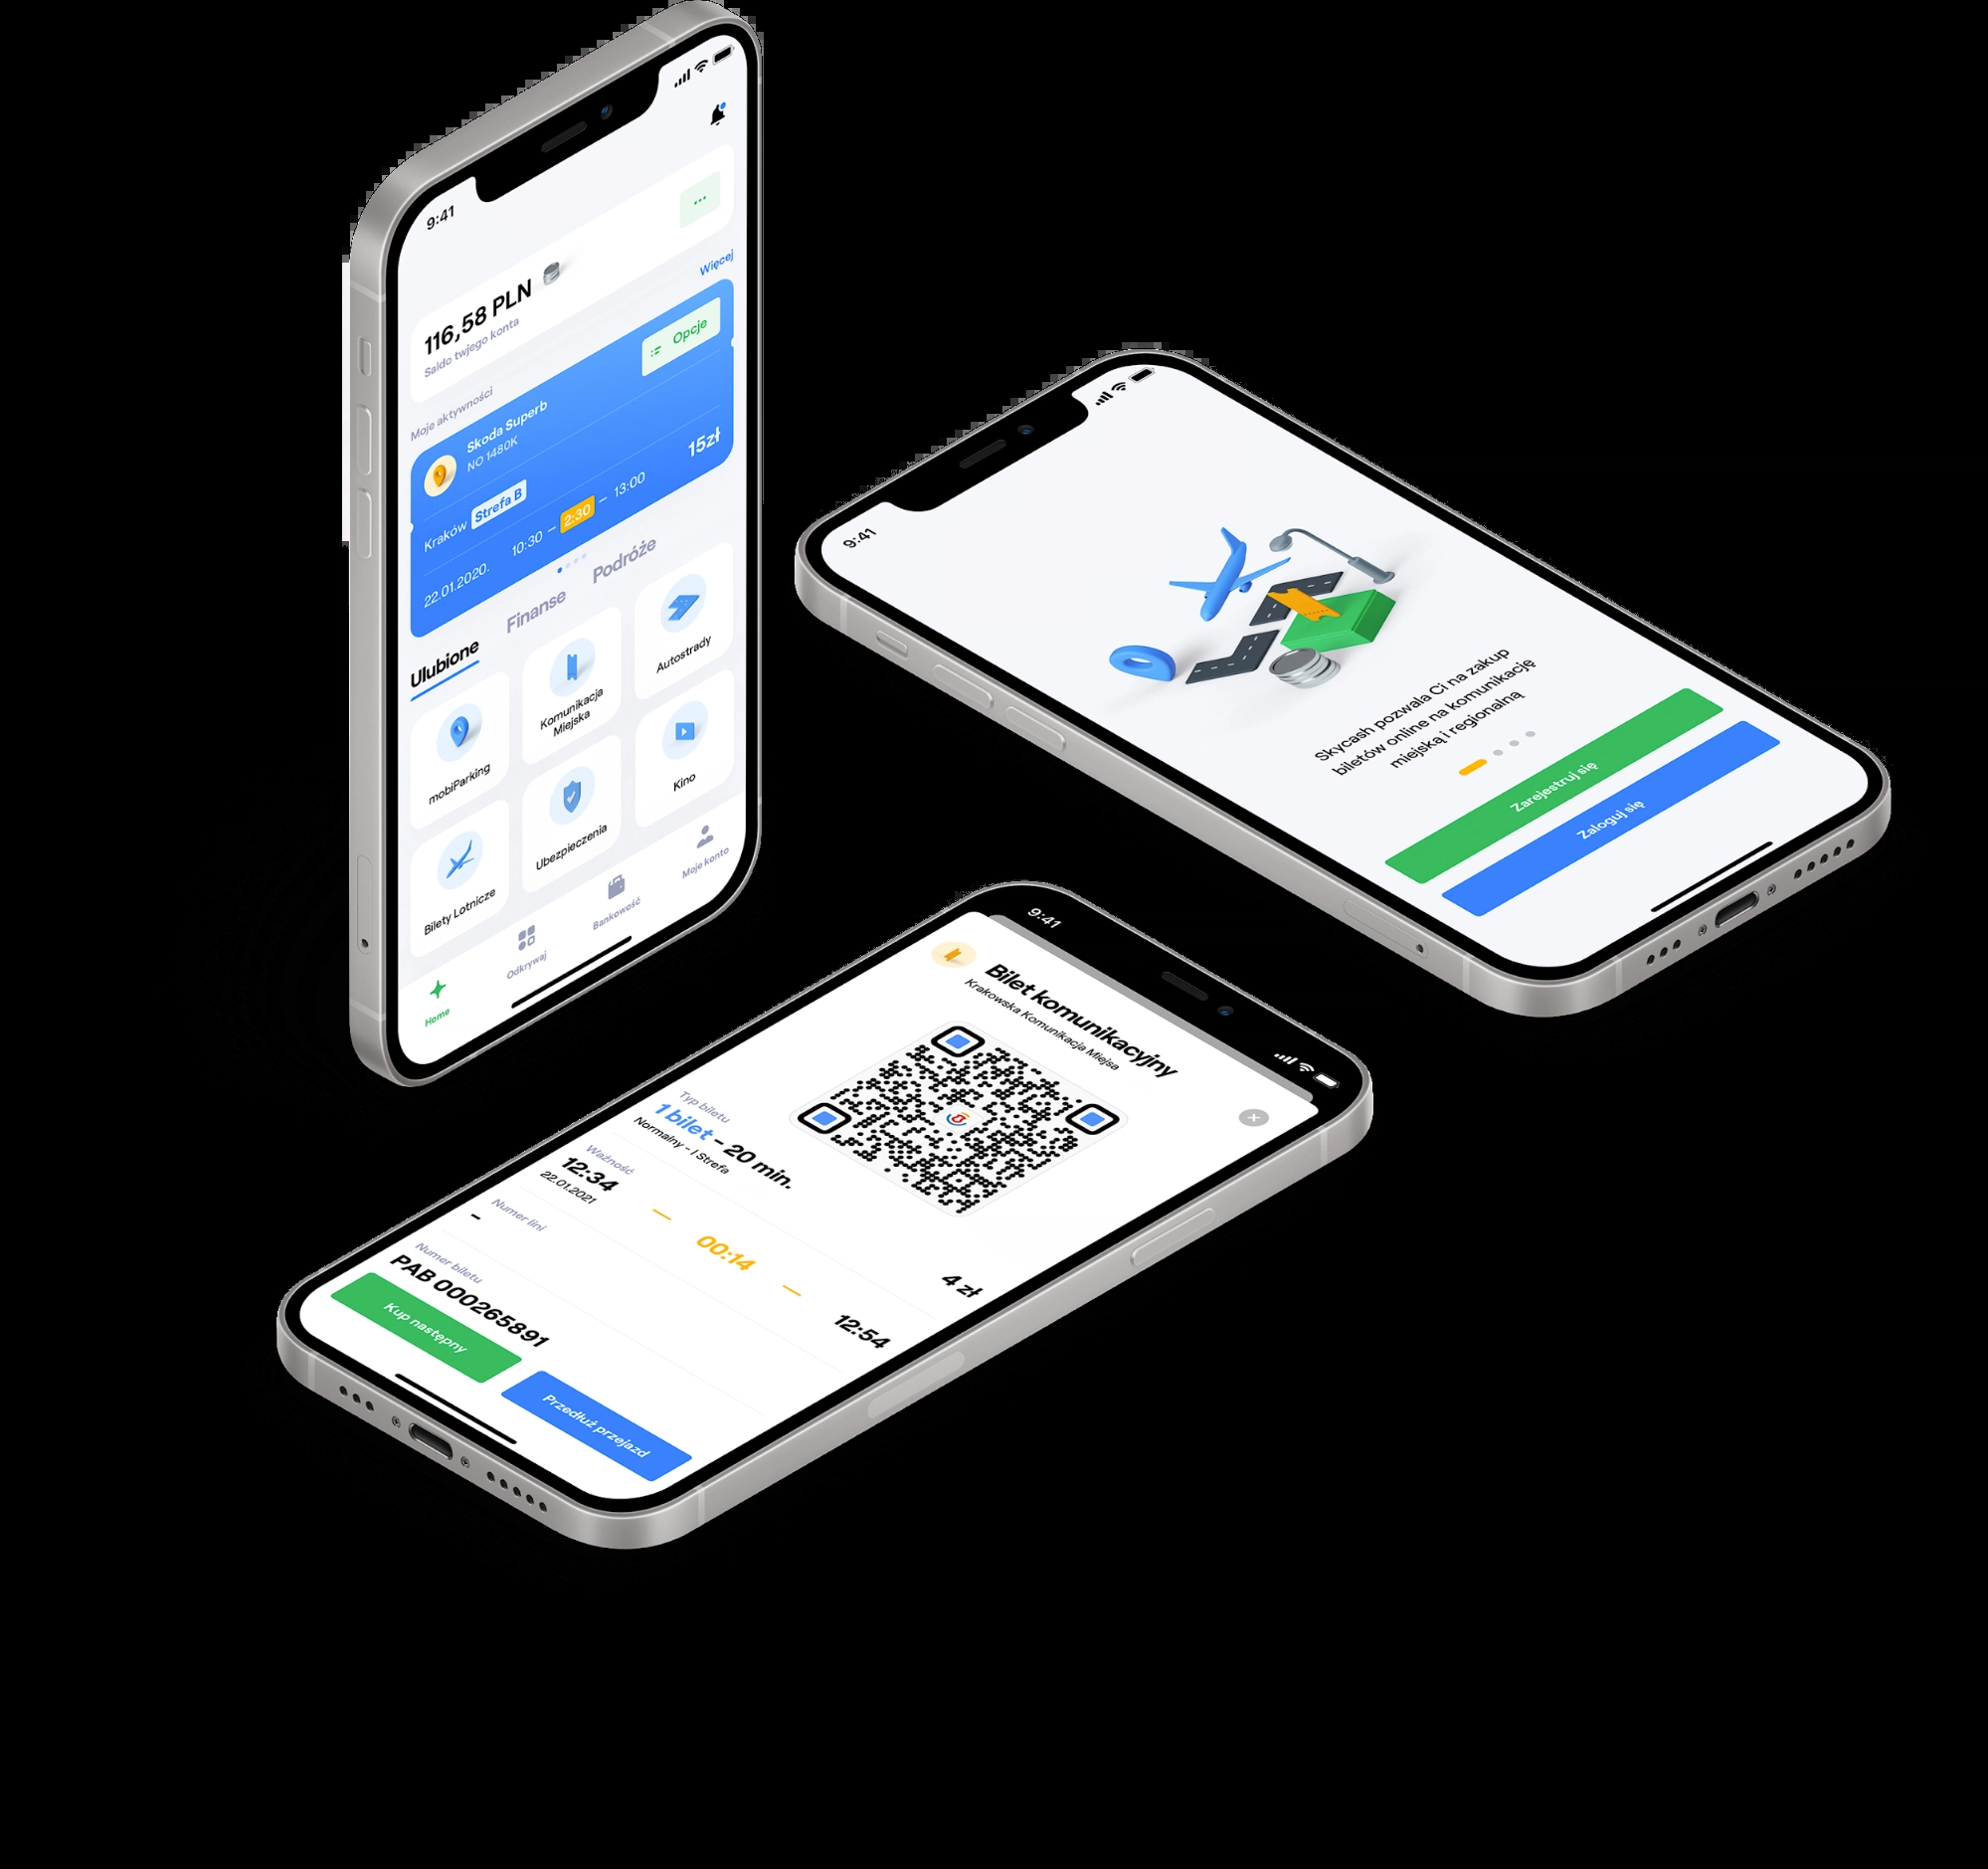 9:41
116,58 PLN
Saldo twojego konta
Moje aktywności
Więcej
Skoda Superb
NO 1480K
Opcje
Kraków Strefa B
22.01.2020.
10:30 – 2:30 – 13:00
15zł
Ulubione
Finanse
Podróże
mobiParking
Komunikacja
Miejska
Autostrady
Bilety Lotnicze
Ubezpieczenia
Kino
Home
Odkrywaj
Bankowość
Moje konto
9:41
Skycash pozwala Ci na zakup
biletów online na komunikację
miejską i regionalną
Zarejestruj się
Zaloguj się
9:41
Bilet komunikacyjny
Krakowska Komunikacja Miejsa
Typ biletu
1 bilet – 20 min.
Normalny – I Strefa
4 zł
Ważność
12:34
22.01.2021
— 00:14 —
12:54
Numer lini
-
Numer biletu
PAB 000265891
Kup następny
Przedłuż przejazd